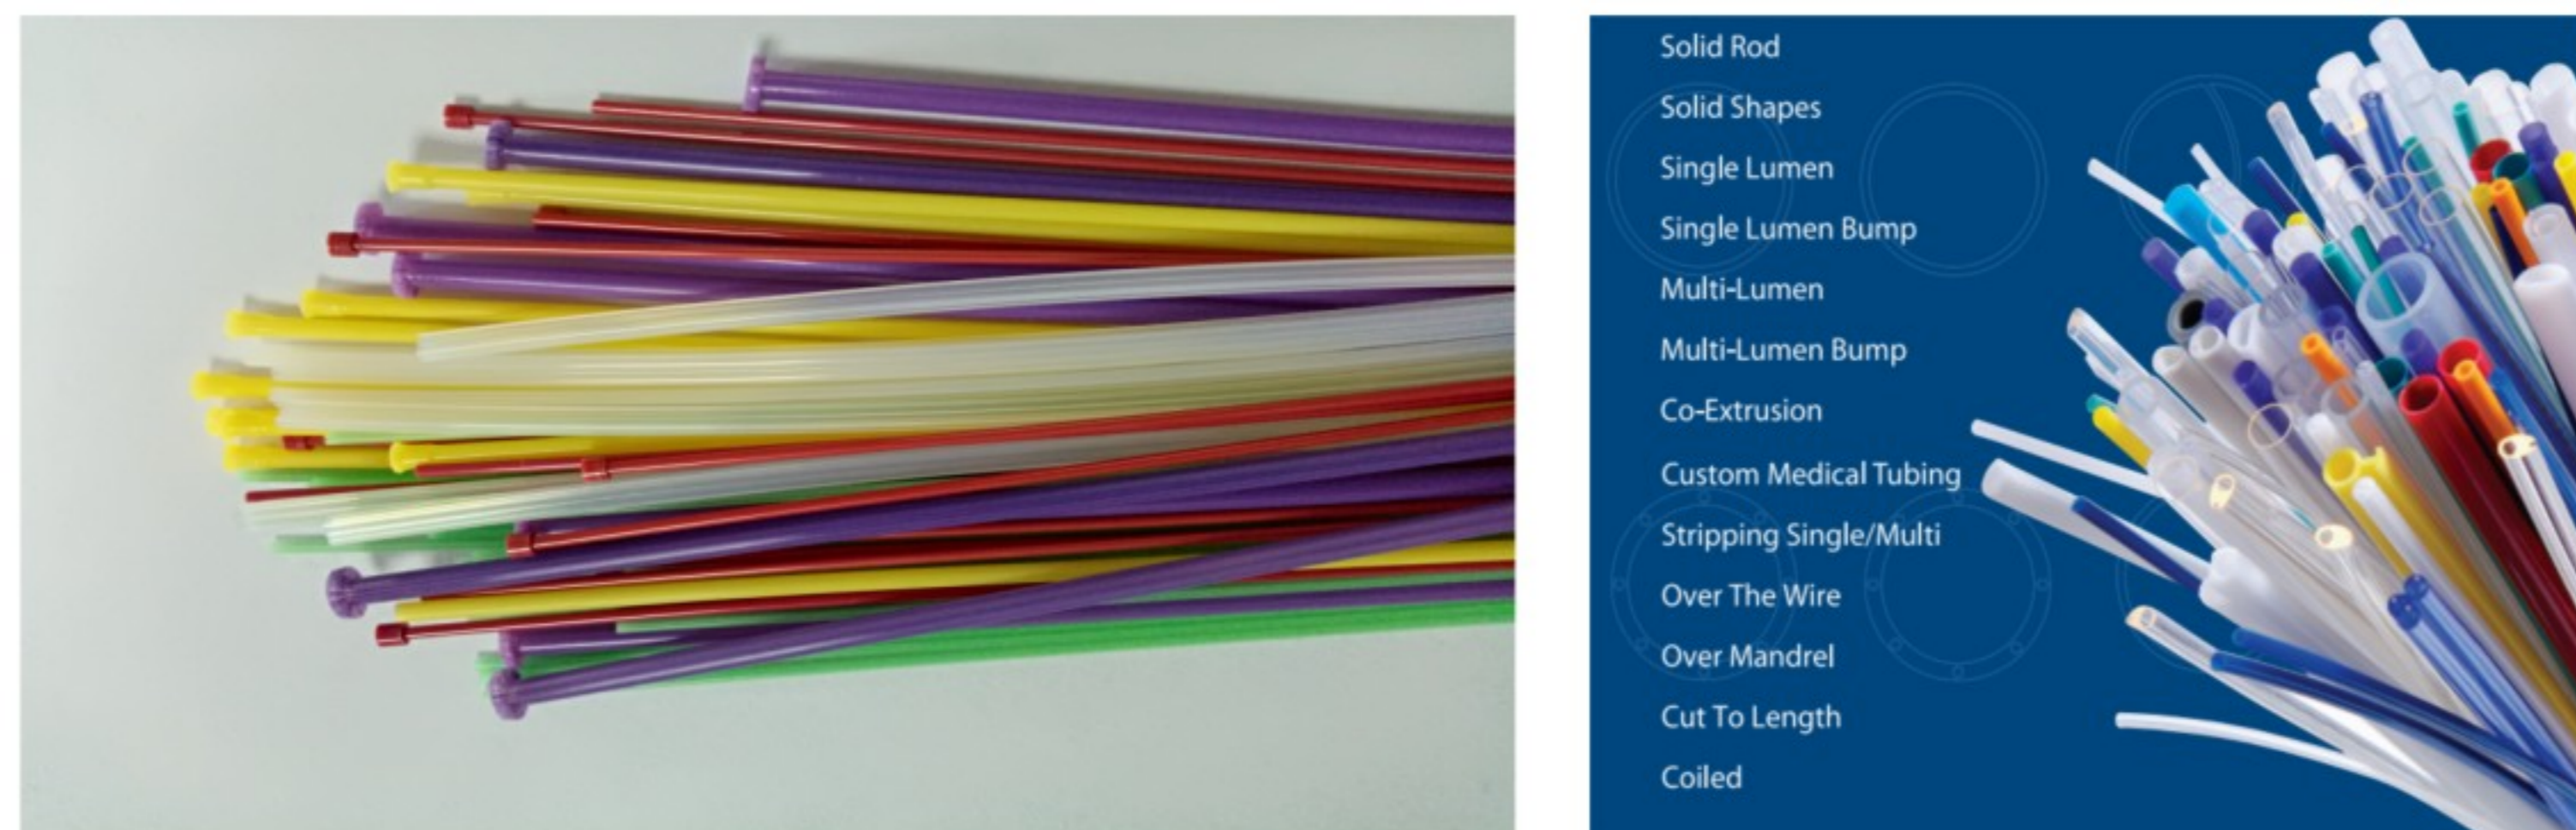 Solid Rod
Solid Shapes
Single Lumen
Single Lumen Bump
Multi-Lumen
Multi-Lumen Bump
Co-Extrusion
Custom Medical Tubing
Stripping Single/Multi
Over The Wire
Over Mandrel
Cut To Length
Coiled